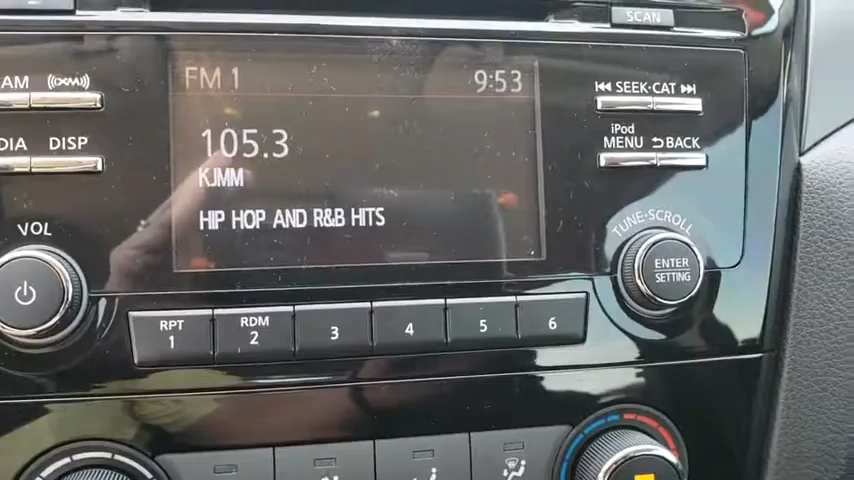 SCAN
AM
((XM))
FM 1
9:53
SEEK·CAT
DIA
DISP
105.3
KJMM
HIP HOP AND R&B HITS
iPod
MENU
BACK
VOL
TUNE·SCROLL
ENTER
SETTING
RPT
1
RDM
2
3
4
5
6